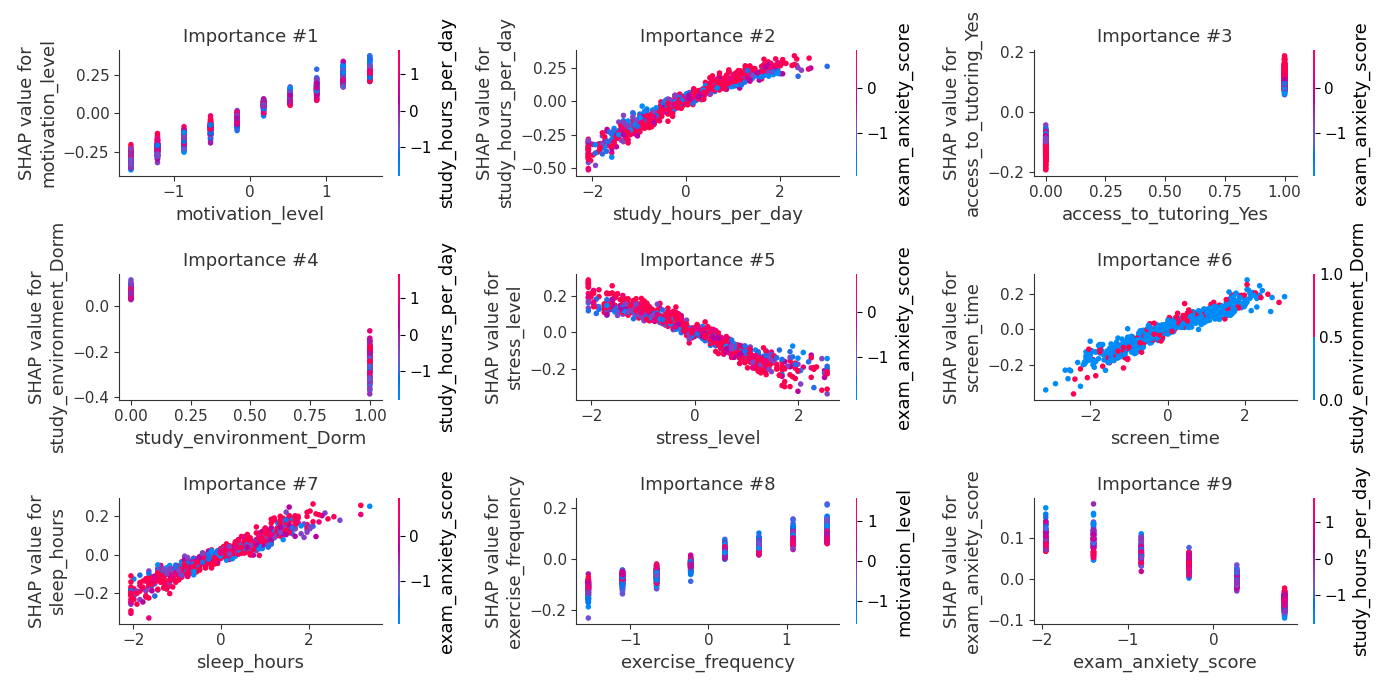 Importance #1
SHAP value for
motivation_level
0.25
0.00
−0.25
−1
0
1
motivation_level
1
0
−1
study_hours_per_day
Importance #2
SHAP value for
study_hours_per_day
0.25
0.00
−0.25
−0.50
−2
0
2
study_hours_per_day
0
−1
exam_anxiety_score
Importance #3
SHAP value for
access_to_tutoring_Yes
0.2
0.0
−0.2
0.00
0.25
0.50
0.75
1.00
access_to_tutoring_Yes
0
−1
exam_anxiety_score
Importance #4
SHAP value for
study_environment_Dorm
0.0
−0.2
−0.4
0.00
0.25
0.50
0.75
1.00
study_environment_Dorm
1
0
−1
study_hours_per_day
Importance #5
SHAP value for
stress_level
0.2
0.0
−0.2
−2
0
2
stress_level
0
−1
exam_anxiety_score
Importance #6
SHAP value for
screen_time
0.2
0.0
−0.2
−2
0
2
screen_time
1.0
0.5
0.0
study_environment_Dorm
Importance #7
SHAP value for
sleep_hours
0.2
0.0
−0.2
−2
0
2
sleep_hours
0
−1
exam_anxiety_score
Importance #8
SHAP value for
exercise_frequency
0.2
0.0
−0.2
−1
0
1
exercise_frequency
1
0
−1
motivation_level
Importance #9
SHAP value for
exam_anxiety_score
0.1
0.0
−0.1
−2
−1
0
exam_anxiety_score
1
0
−1
study_hours_per_day